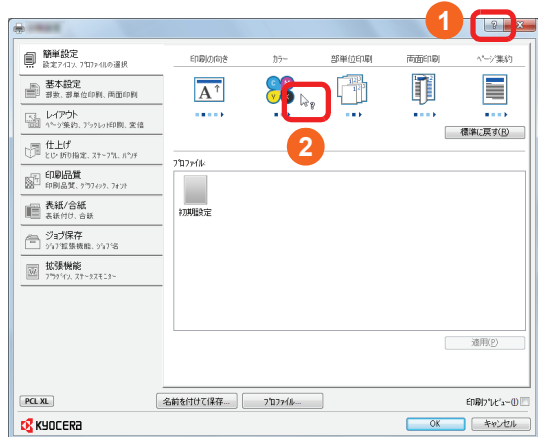 1
?
簡単設定
設定アイコン、プロファイルの選択
基本設定
部数、部単位印刷、両面印刷
レイアウト
ページ集約、ブックレット印刷、変倍
仕上げ
とじ・折り指定、ステープル、パンチ
印刷品質
印刷品質、グラフィックス、フォント
表紙/合紙
表紙付け、合紙
ジョブ保存
ジョブ拡張機能、ジョブ名
拡張機能
プラグイン、ステータスモニター
印刷の向き
カラー
部単位印刷
両面印刷
ページ集約
A
C
M
Y
?
2
標準に戻す(R)
プロファイル
初期設定
適用(P)
PCL XL
名前を付けて保存...
プロファイル...
印刷プレビュー(I)
KYOCERA
OK
キャンセル